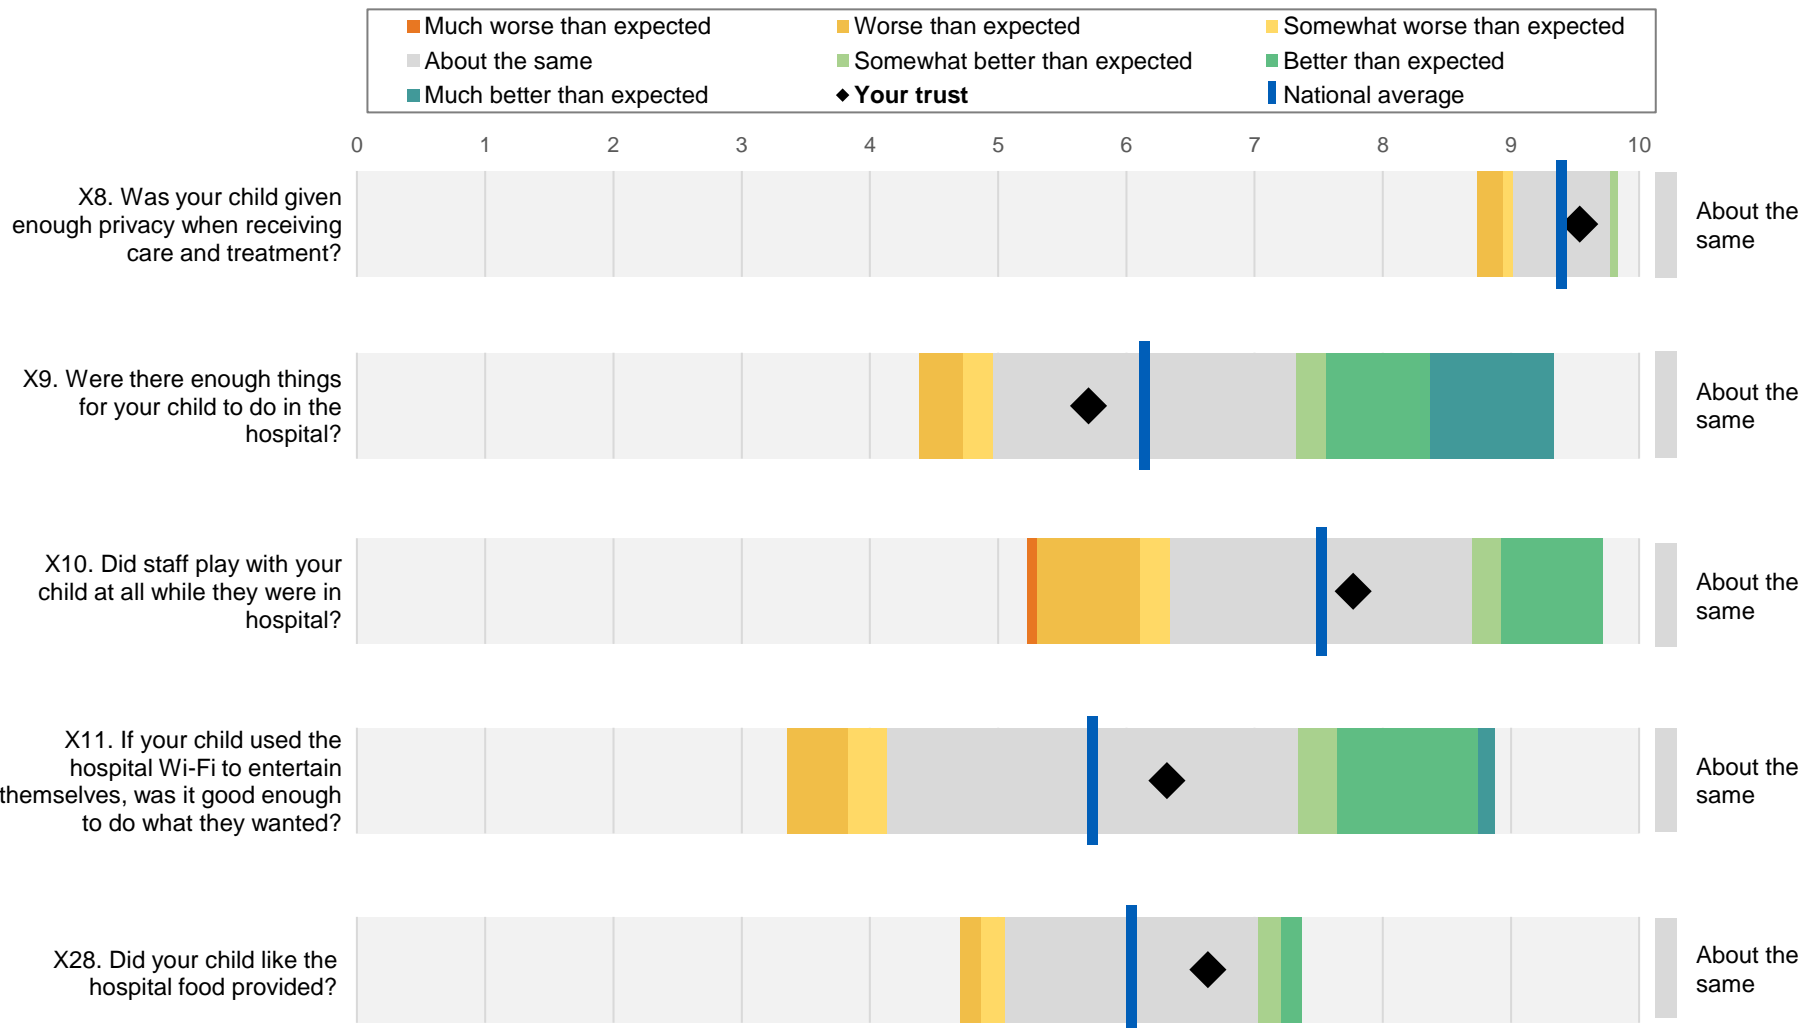 Much worse than expected
Worse than expected
Somewhat worse than expected
About the same
Somewhat better than expected
Better than expected
Much better than expected
Your trust
National average
0 1 2 3 4 5 6 7 8 9 10
X8. Was your child given
enough privacy when receiving
care and treatment?
About the
same
X9. Were there enough things
for your child to do in the
hospital?
About the
same
X10. Did staff play with your
child at all while they were in
hospital?
About the
same
X11. If your child used the
hospital Wi-Fi to entertain
themselves, was it good enough
to do what they wanted?
About the
same
X28. Did your child like the
hospital food provided?
About the
same